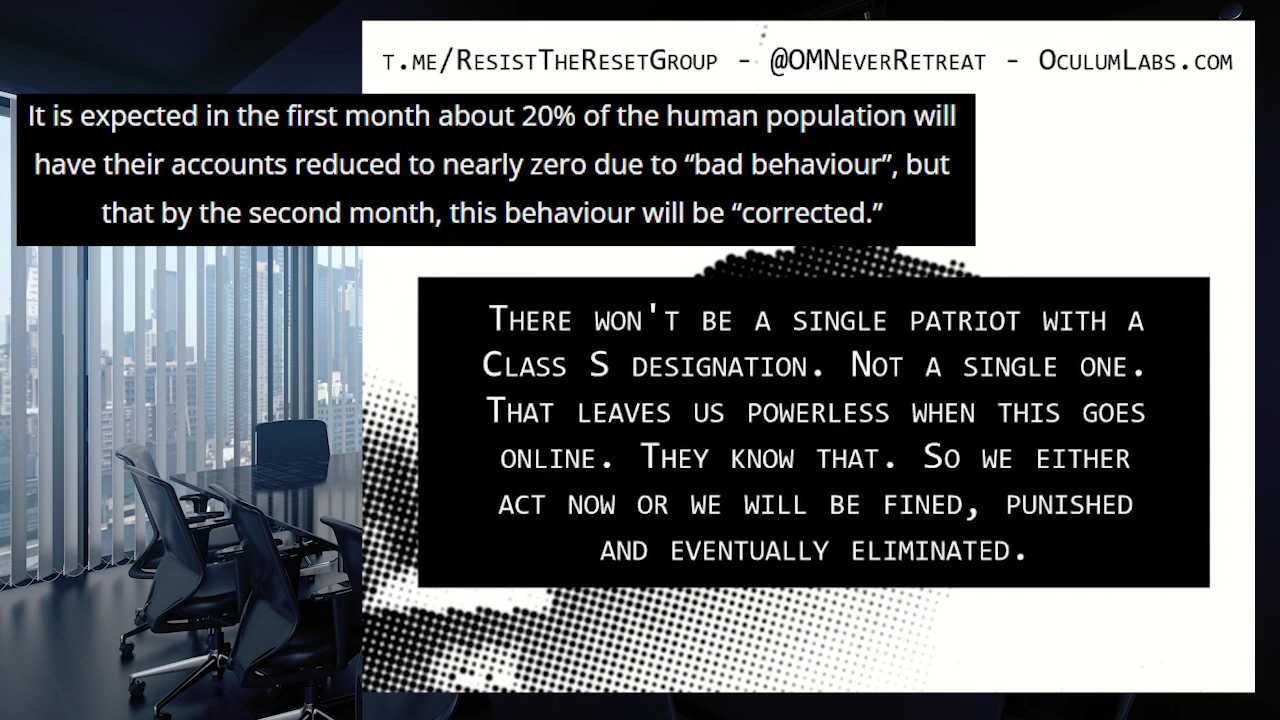 t.me/ResistTheResetGroup - @OMNeverRetreat - OculumLabs.com
It is expected in the first month about 20% of the human population will
have their accounts reduced to nearly zero due to “bad behaviour”, but
that by the second month, this behaviour will be “corrected.”
There won't be a single patriot with a
Class S designation. Not a single one.
That leaves us powerless when this goes
online. They know that. So we either
act now or we will be fined, punished
and eventually eliminated.